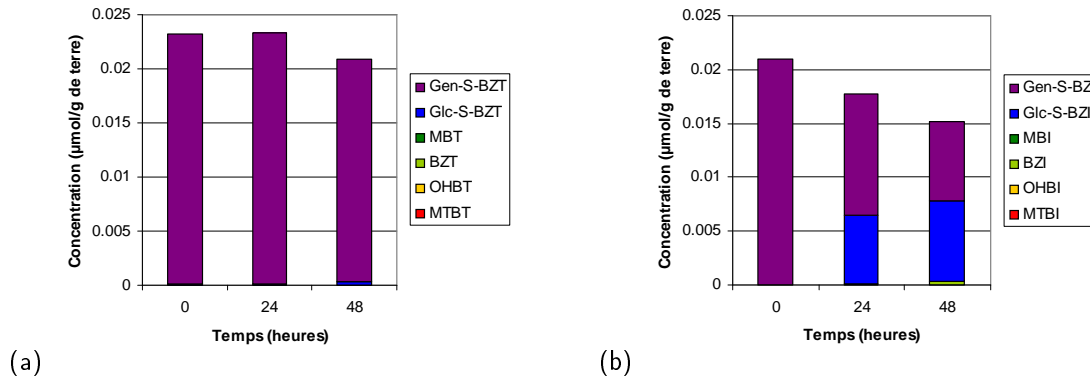 Concentration (µmol/g de terre)
0.025
0.02
0.015
0.01
0.005
0
0 24 48
Temps (heures)
Gen-S-BZT
Glc-S-BZT
MBT
BZT
OHBT
MTBT
(a)
Concentration (µmol/g de terre)
0.025
0.02
0.015
0.01
0.005
0
0 24 48
Temps (heures)
Gen-S-BZ
Glc-S-BZI
MBI
BZI
OHBI
MTBI
(b)